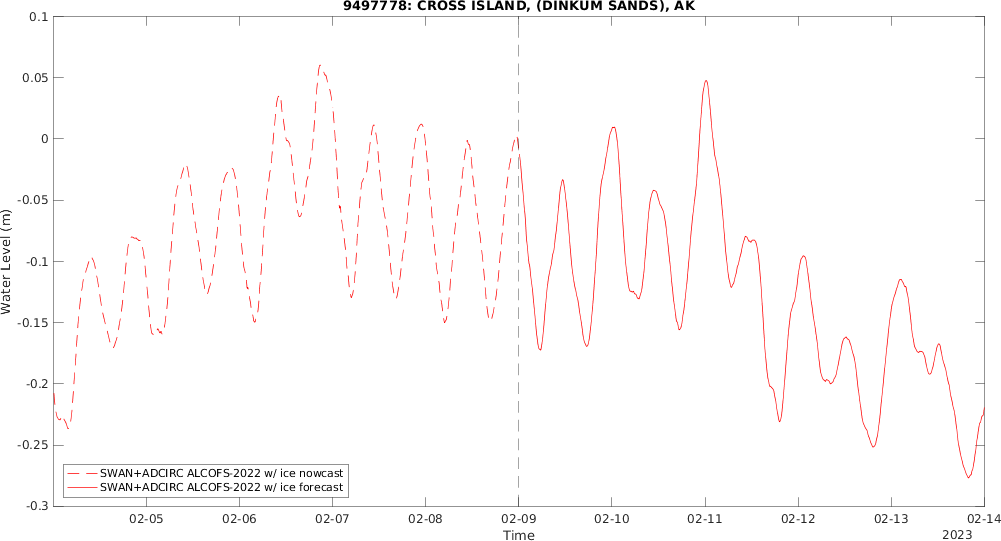 9497778: CROSS ISLAND, (DINKUM SANDS), AK
0.1
0.05
0
-0.05
-0.1
-0.15
-0.2
-0.25
-0.3
Water Level (m)
SWAN+ADCIRC ALCOFS-2022 w/ ice nowcast
SWAN+ADCIRC ALCOFS-2022 w/ ice forecast
02-05 02-06 02-07 02-08 02-09 02-10 02-11 02-12 02-13 02-14
Time
2023